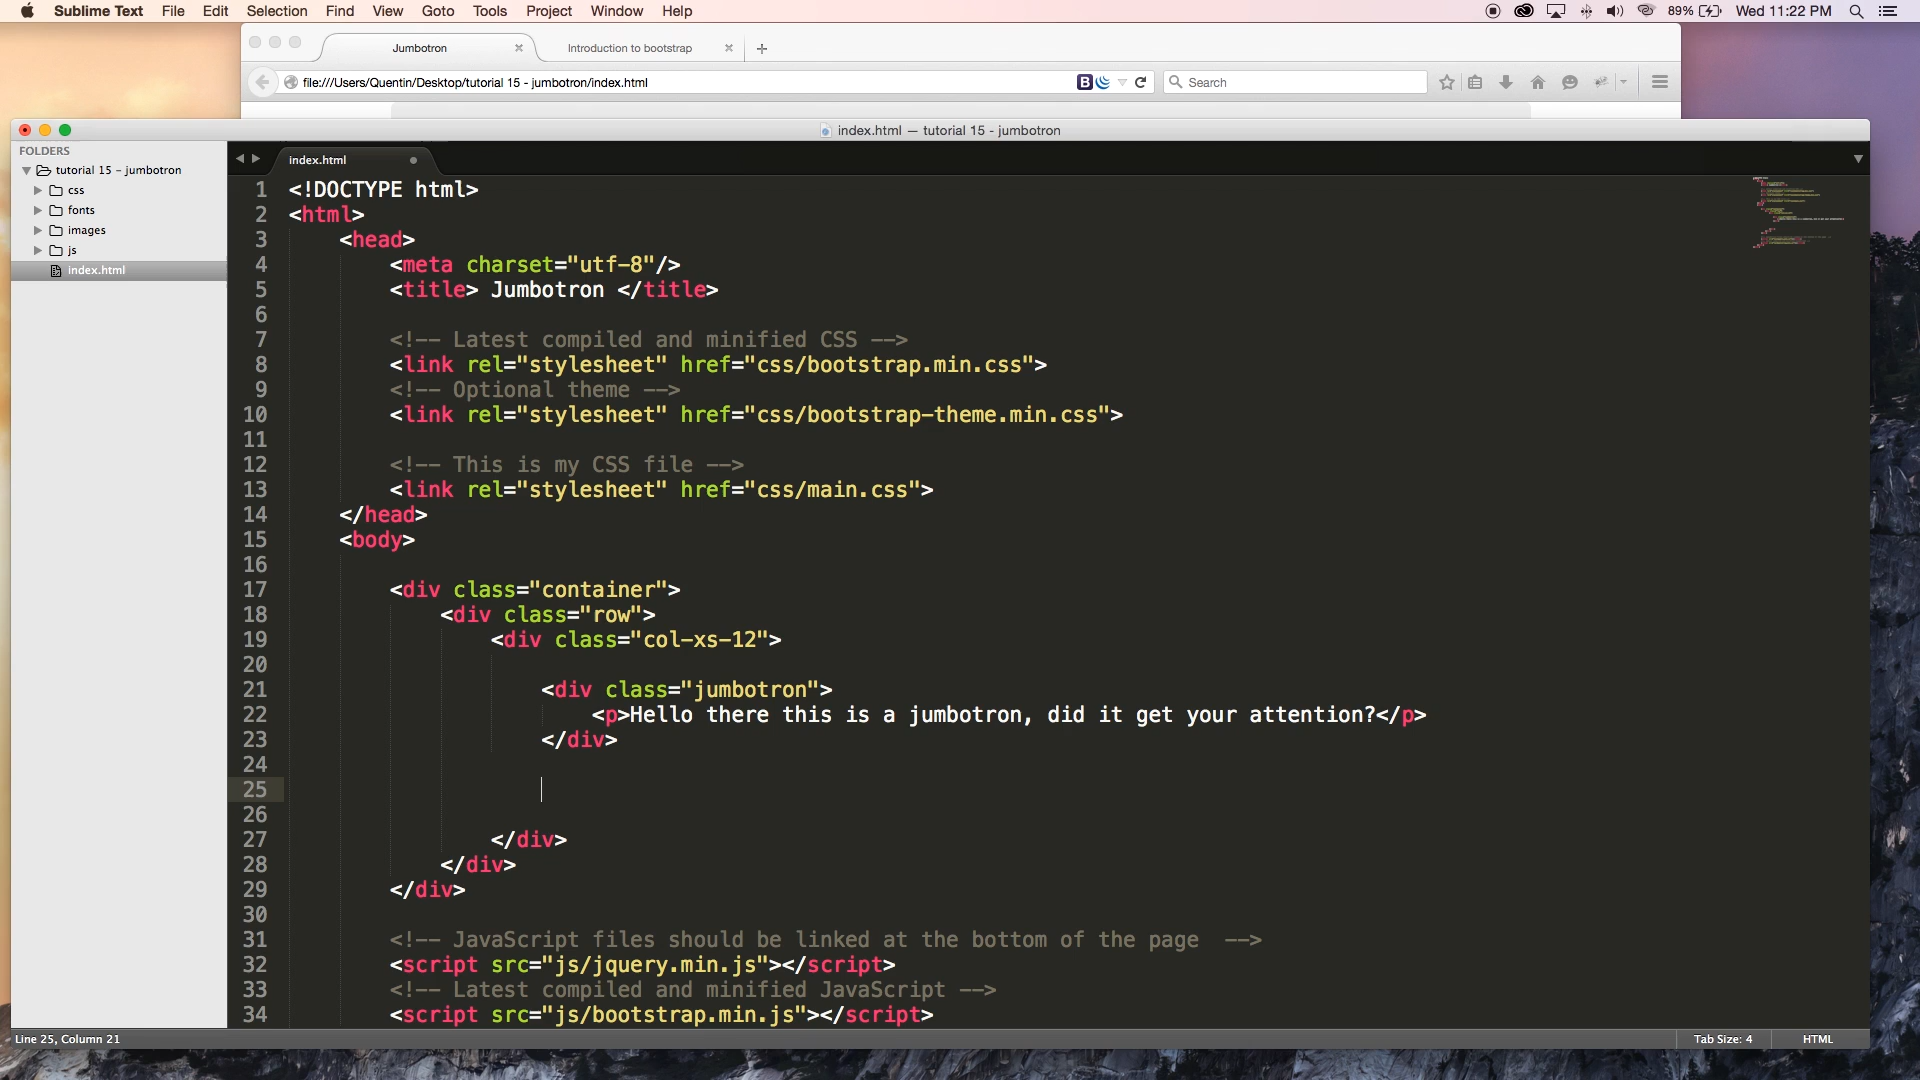 Sublime Text File Edit Selection Find View Goto Tools Project Window Help 89% Wed 11:22 PM
Jumbotron Introduction to bootstrap
file:///Users/Quentin/Desktop/tutorial 15 - jumbotron/index.html B Search
index.html — tutorial 15 - jumbotron
FOLDERS
tutorial 15 - jumbotron
css
fonts
images
js
index.html
index.html
1 <!DOCTYPE html>
2 <html>
3 <head>
4 <meta charset="utf-8"/>
5 <title> Jumbotron </title>
6
7 <!-- Latest compiled and minified CSS -->
8 <link rel="stylesheet" href="css/bootstrap.min.css">
9 <!-- Optional theme -->
10 <link rel="stylesheet" href="css/bootstrap-theme.min.css">
11
12 <!-- This is my CSS file -->
13 <link rel="stylesheet" href="css/main.css">
14 </head>
15 <body>
16
17 <div class="container">
18 <div class="row">
19 <div class="col-xs-12">
20
21 <div class="jumbotron">
22 <p>Hello there this is a jumbotron, did it get your attention?</p>
23 </div>
24
25
26
27 </div>
28 </div>
29 </div>
30
31 <!-- JavaScript files should be linked at the bottom of the page  -->
32 <script src="js/jquery.min.js"></script>
33 <!-- Latest compiled and minified JavaScript -->
34 <script src="js/bootstrap.min.js"></script>
Line 25, Column 21 Tab Size: 4 HTML